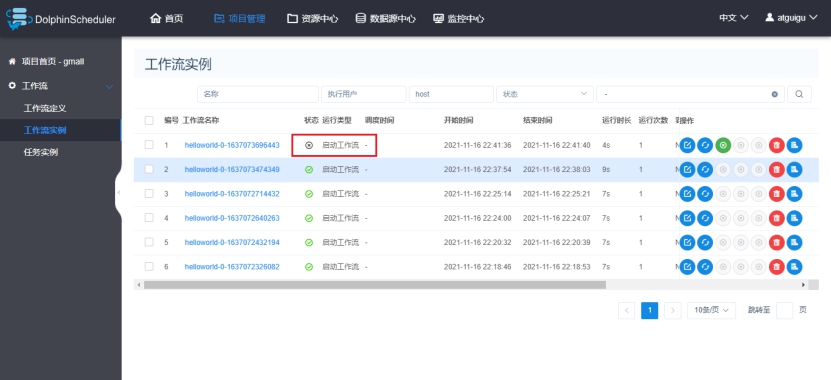 DolphinScheduler
首页
项目管理
资源中心
数据源中心
监控中心
中文
atguigu
项目首页 - gmall
工作流
工作流定义
工作流实例
任务实例
工作流实例
名称 执行用户 host 状态 -
编号 工作流名称 状态 运行类型 调度时间 开始时间 结束时间 运行时长 运行次数 操作
1 helloworld-0-1637073696443 启动工作流 - 2021-11-16 22:41:36 2021-11-16 22:41:40 4s 1
2 helloworld-0-1637073474349 启动工作流 - 2021-11-16 22:37:54 2021-11-16 22:38:03 9s 1
3 helloworld-0-1637072714432 启动工作流 - 2021-11-16 22:25:14 2021-11-16 22:25:21 7s 1
4 helloworld-0-1637072640263 启动工作流 - 2021-11-16 22:24:00 2021-11-16 22:24:07 7s 1
5 helloworld-0-1637072432194 启动工作流 - 2021-11-16 22:20:32 2021-11-16 22:20:39 7s 1
6 helloworld-0-1637072326082 启动工作流 - 2021-11-16 22:18:46 2021-11-16 22:18:53 7s 1
1 10条/页 跳转至 页